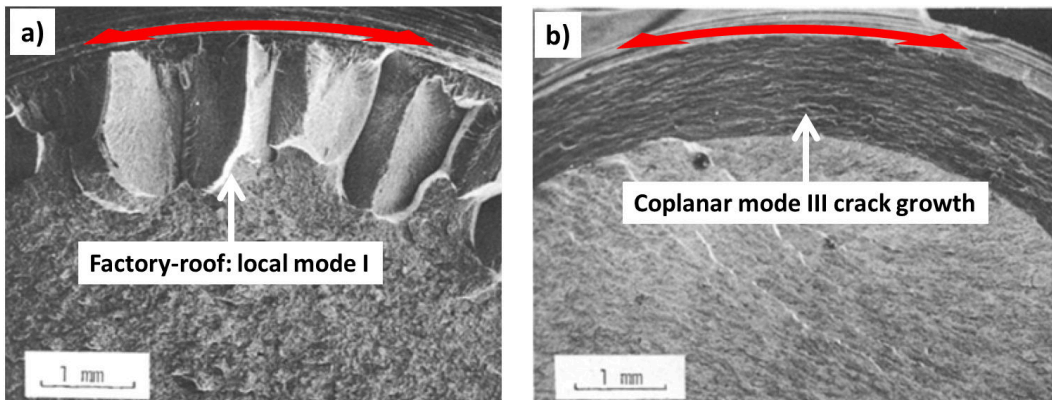 a)
Factory-roof: local mode I
1 mm
b)
Coplanar mode III crack growth
1 mm